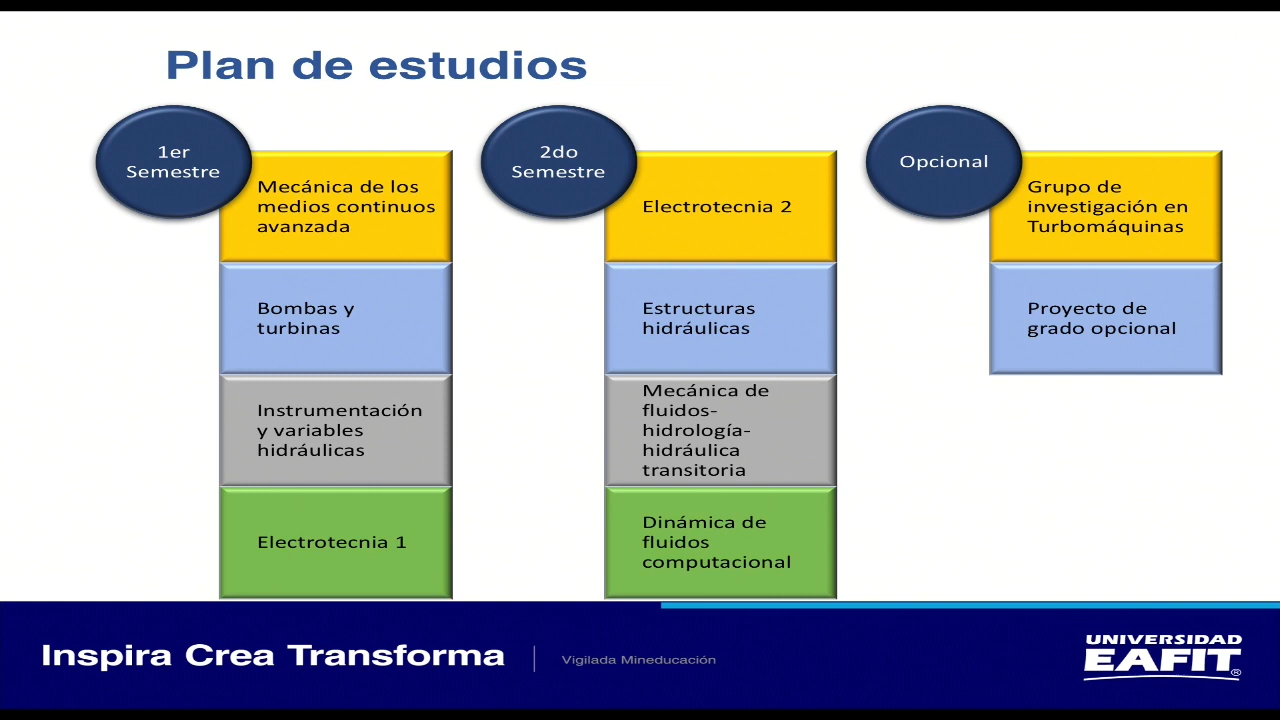 Plan de estudios
1er
Semestre
Mecánica de los
medios continuos
avanzada
Bombas y
turbinas
Instrumentación
y variables
hidráulicas
Electrotecnia 1
2do
Semestre
Electrotecnia 2
Estructuras
hidráulicas
Mecánica de
fluidos-
hidrología-
hidráulica
transitoria
Dinámica de
fluidos
computacional
Opcional
Grupo de
investigación en
Turbomáquinas
Proyecto de
grado opcional
Inspira Crea Transforma
Vigilada Mineducación
UNIVERSIDAD
EAFIT®